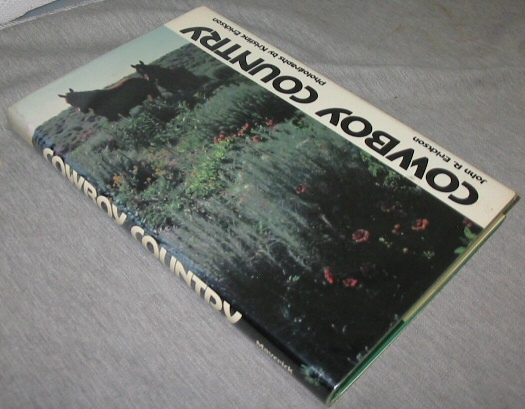 John R. Erickson
COWBOY COUNTRY
Photographs by Kristine Erickson
COWBOY COUNTRY
Maverick